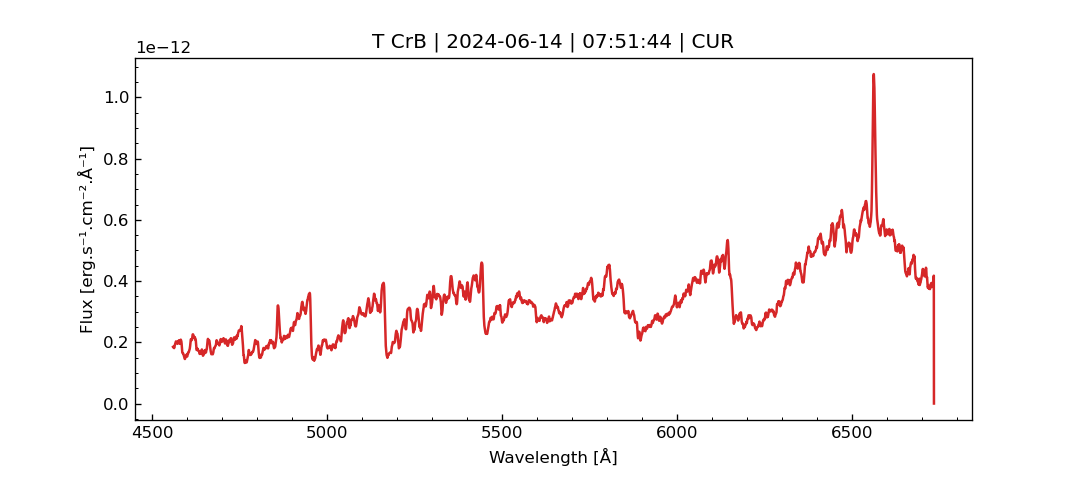 T CrB | 2024-06-14 | 07:51:44 | CUR
1e−12
1.0
0.8
0.6
0.4
0.2
0.0
Flux [erg.s⁻¹.cm⁻².Å⁻¹]
4500 5000 5500 6000 6500
Wavelength [Å]